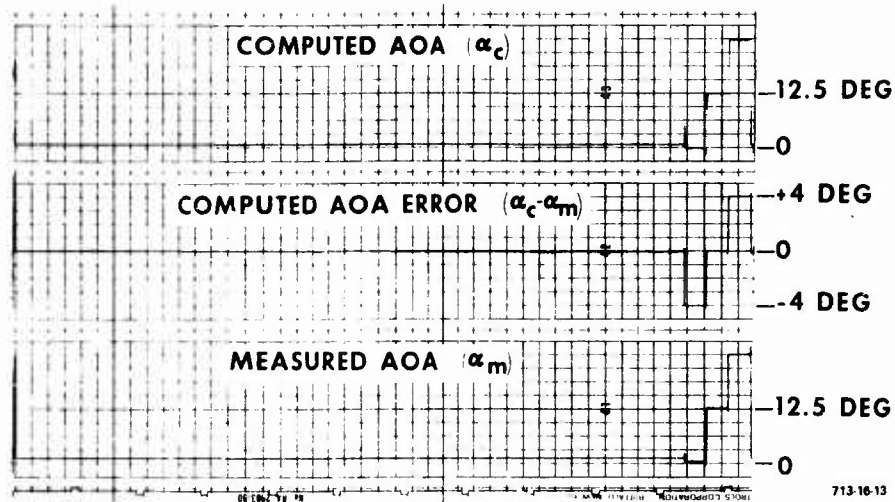 COMPUTED AOA (αc)
—12.5 DEG
—0
COMPUTED AOA ERROR (αc-αm)
—+4 DEG
—0
—-4 DEG
MEASURED AOA (αm)
—12.5 DEG
—0
713-16-12